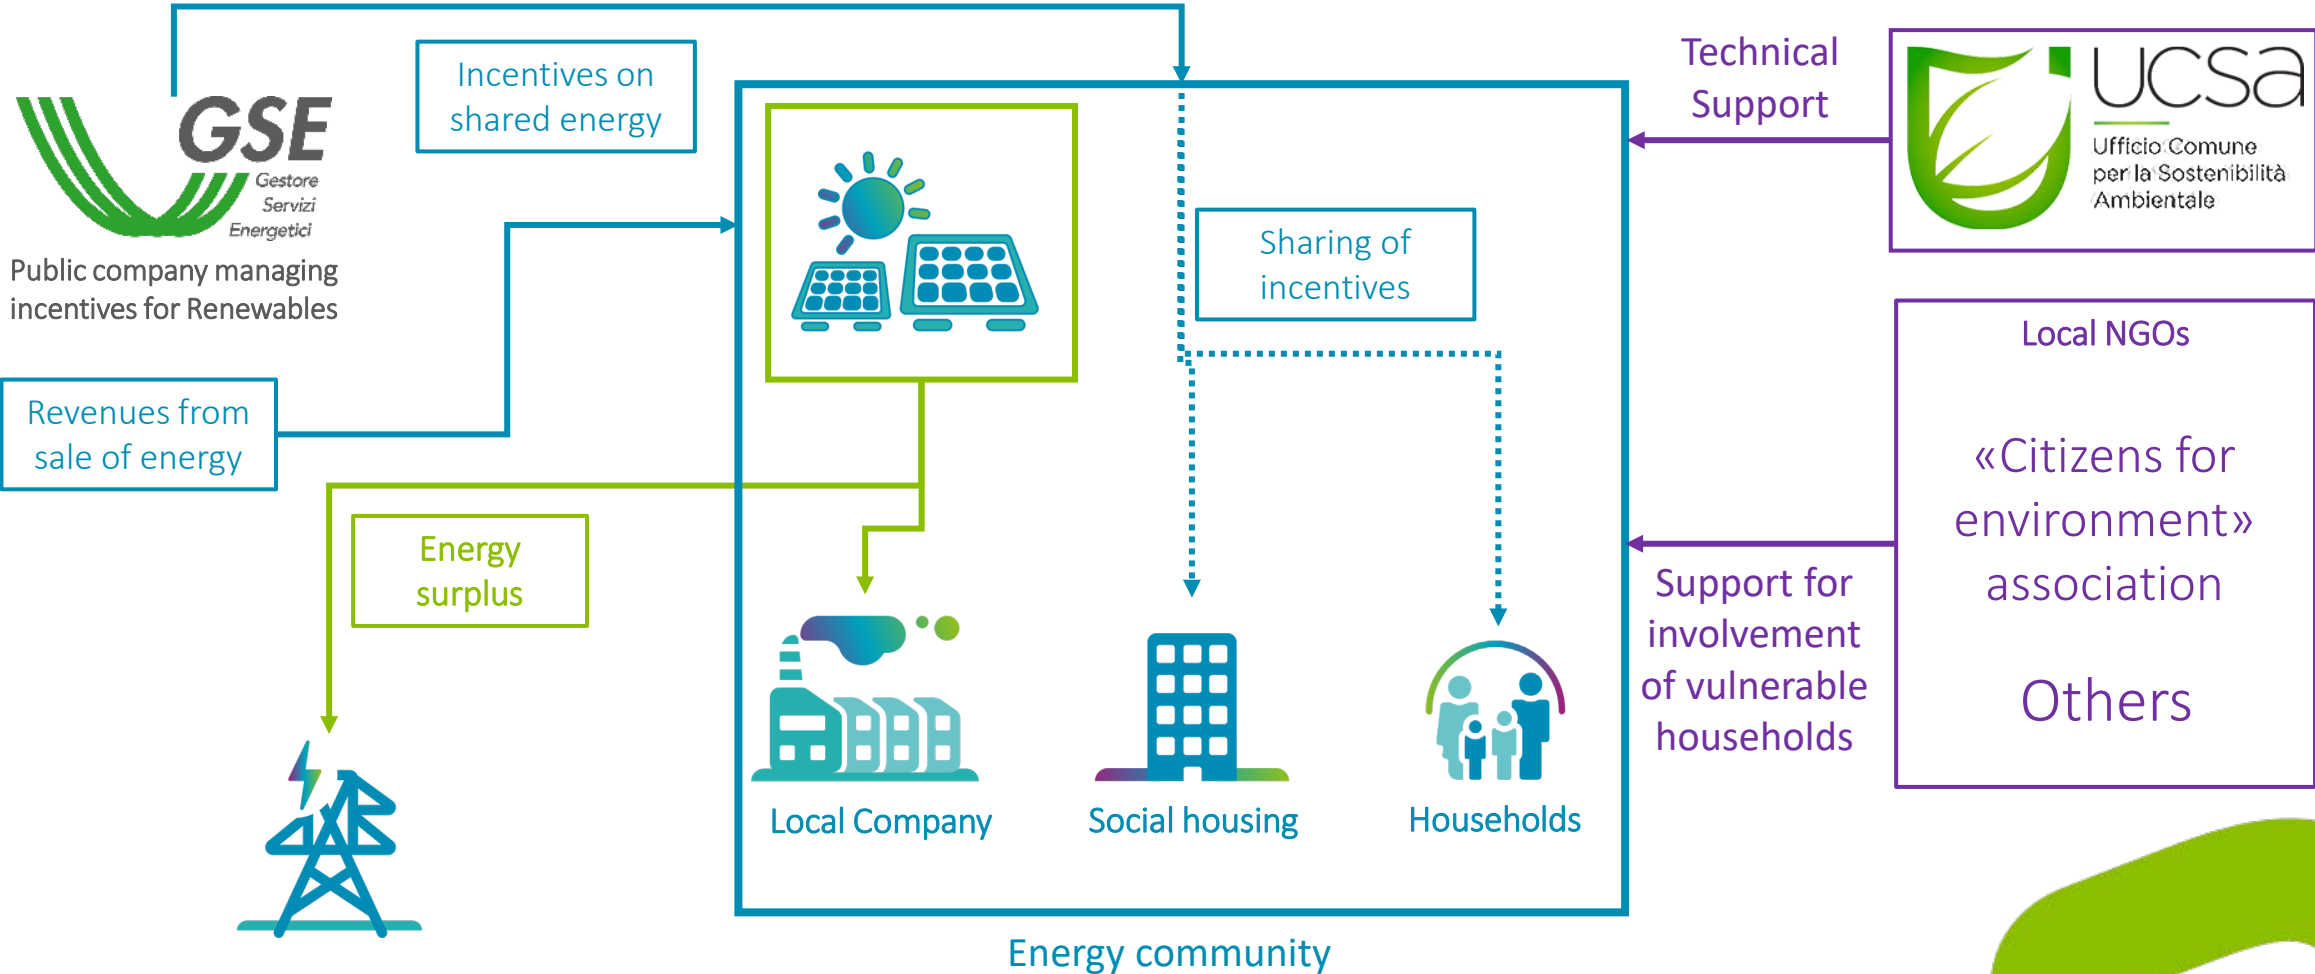 GSE
Gestore
Servizi
Energetici
Public company managing
incentives for Renewables
Incentives on
shared energy
Revenues from
sale of energy
Energy
surplus
Sharing of
incentives
Local Company
Social housing
Households
Energy community
Technical
Support
UCSa
Ufficio Comune
per la Sostenibilità
Ambientale
Support for
involvement
of vulnerable
households
Local NGOs
«Citizens for
environment»
association
Others